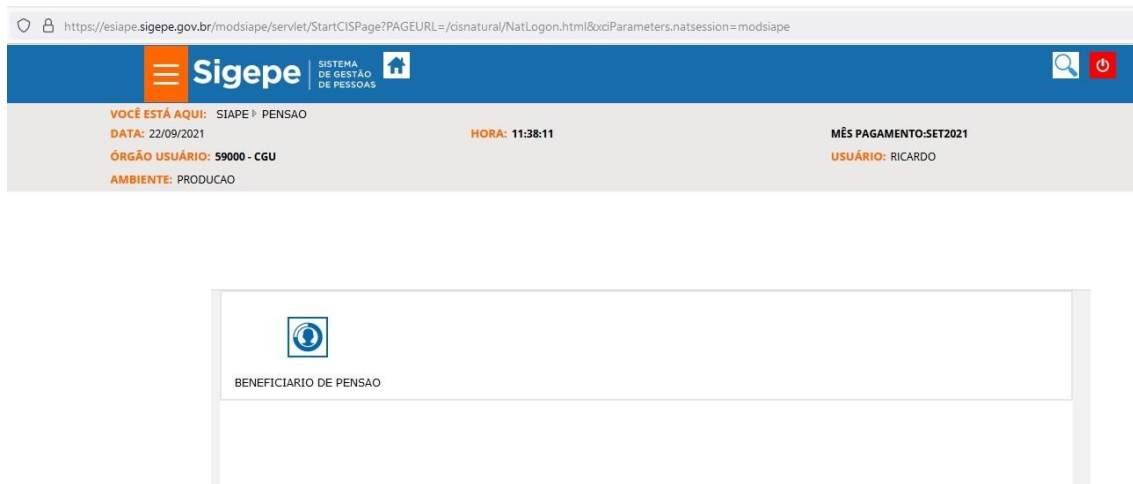 https://esiape.sigepe.gov.br/modsiape/servlet/StartCISPage?PAGEURL=/cisnatural/NatLogon.html&xciParameters.natsession=modsiape
Sigepe SISTEMA
DE GESTÃO
DE PESSOAS
VOCÊ ESTÁ AQUI: SIAPE PENSAO
DATA: 22/09/2021 HORA: 11:38:11 MÊS PAGAMENTO:SET2021
ÓRGÃO USUÁRIO: 59000 - CGU USUÁRIO: RICARDO
AMBIENTE: PRODUCAO
BENEFICIARIO DE PENSAO